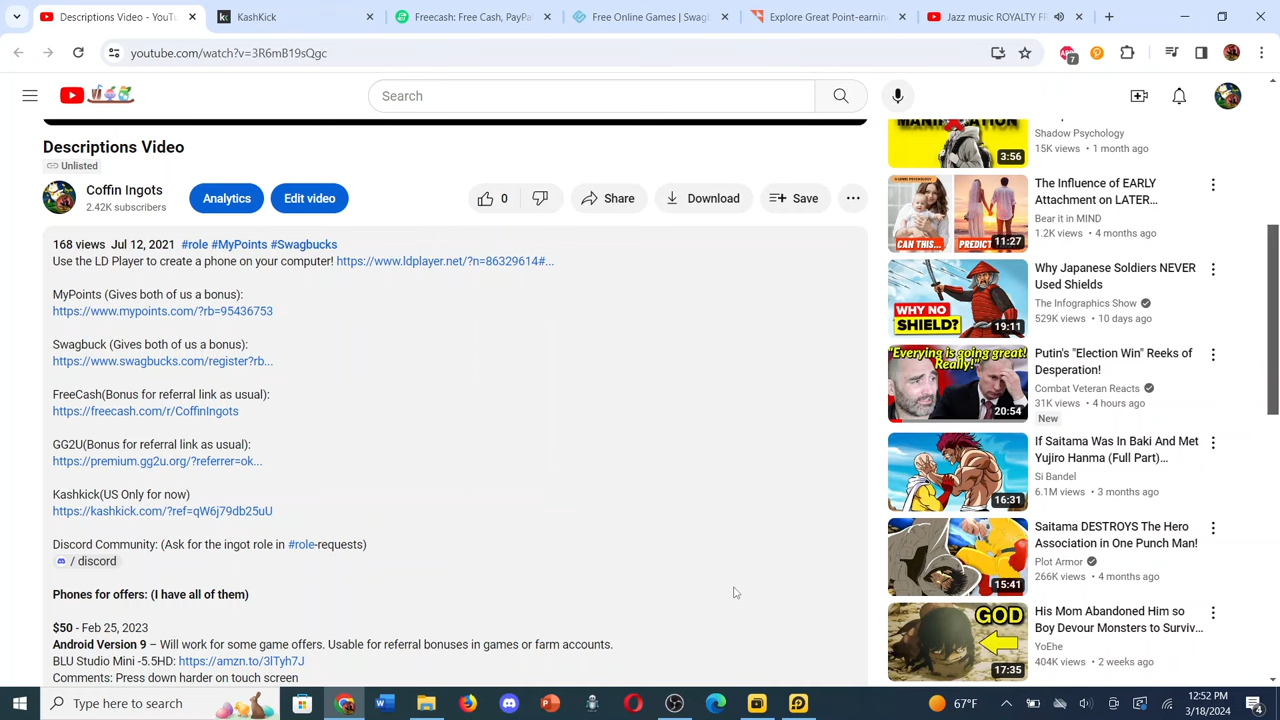 Descriptions Video - YouTu
KashKick
Freecash: Free Cash, PayPa
Free Online Games | Swagb
Explore Great Point-earnin
Jazz music ROYALTY F
youtube.com/watch?v=3R6mB19sQgc
7
Search
Descriptions Video
Unlisted
Coffin Ingots
2.42K subscribers
Analytics
Edit video
0
Share
Download
Save
168 views Jul 12, 2021 #role #MyPoints #Swagbucks
https://www.ldplayer.net/?n=86329614#...
MyPoints (Gives both of us a bonus):
https://www.mypoints.com/?rb=95436753
Swagbuck (Gives both of us a bonus):
https://www.swagbucks.com/register?rb...
FreeCash(Bonus for referral link as usual):
https://freecash.com/r/CoffinIngots
GG2U(Bonus for referral link as usual):
https://premium.gg2u.org/?referrer=ok...
Kashkick(US Only for now)
https://kashkick.com/?ref=qW6j79db25uU
Discord Community: (Ask for the ingot role in #role-requests)
/ discord
Phones for offers: (I have all of them)
$50 - Feb 25, 2023
Android Version 9 – Will work for some game offers. Usable for referral bonuses in games or farm accounts.
BLU Studio Mini -5.5HD: https://amzn.to/3lTyh7J
Comments: Press down harder on touch screen
MANIPULATION
3:56
Shadow Psychology
15K views • 1 month ago
CAN THIS...
PREDICT
11:27
The Influence of EARLY
Attachment on LATER...
Bear it in MIND
1.2K views • 4 months ago
WHY NO
SHIELD?
19:11
Why Japanese Soldiers NEVER
Used Shields
The Infographics Show
529K views • 10 days ago
"Everying is going great!
Really!"
20:54
Putin's "Election Win" Reeks of
Desperation!
Combat Veteran Reacts
31K views • 4 hours ago
New
16:31
If Saitama Was In Baki And Met
Yujiro Hanma (Full Part)...
Si Bandel
6.1M views • 3 months ago
15:41
Saitama DESTROYS The Hero
Association in One Punch Man!
Plot Armor
266K views • 4 months ago
GOD
17:35
His Mom Abandoned Him so
Boy Devour Monsters to Surviv...
YoEhe
404K views • 2 weeks ago
Type here to search
67°F
12:52 PM
3/18/2024
4